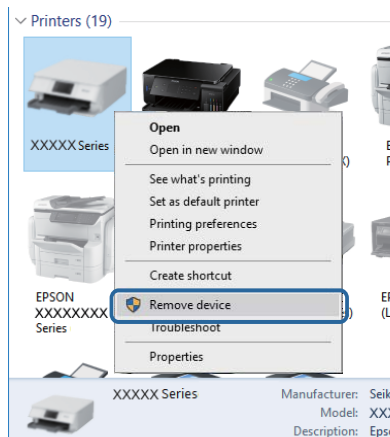 Printers (19)
XXXXX Series
Open
Open in new window
See what's printing
Set as default printer
Printing preferences
Printer properties
Create shortcut
Remove device
Troubleshoot
Properties
EPSON
XXXXXXXX
Series
XXXXX Series
Manufacturer:
Model:
Description: